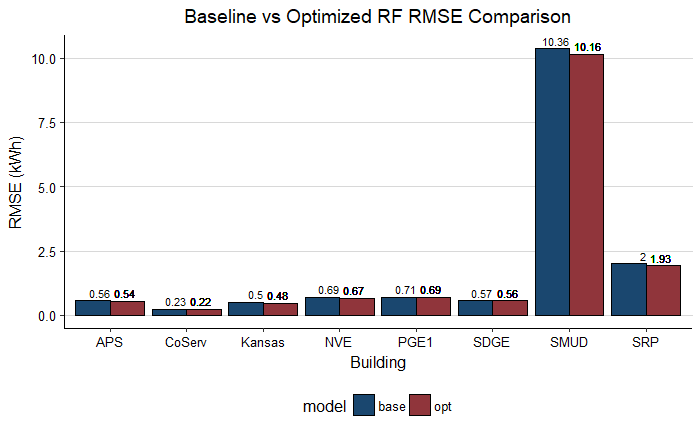 Baseline vs Optimized RF RMSE Comparison
RMSE (kWh)
10.0
7.5
5.0
2.5
0.0
0.56 0.54
0.23 0.22
0.5 0.48
0.69 0.67
0.71 0.69
0.57 0.56
10.36 10.16
2 1.93
APS CoServ Kansas NVE PGE1 SDGE SMUD SRP
Building
model base opt